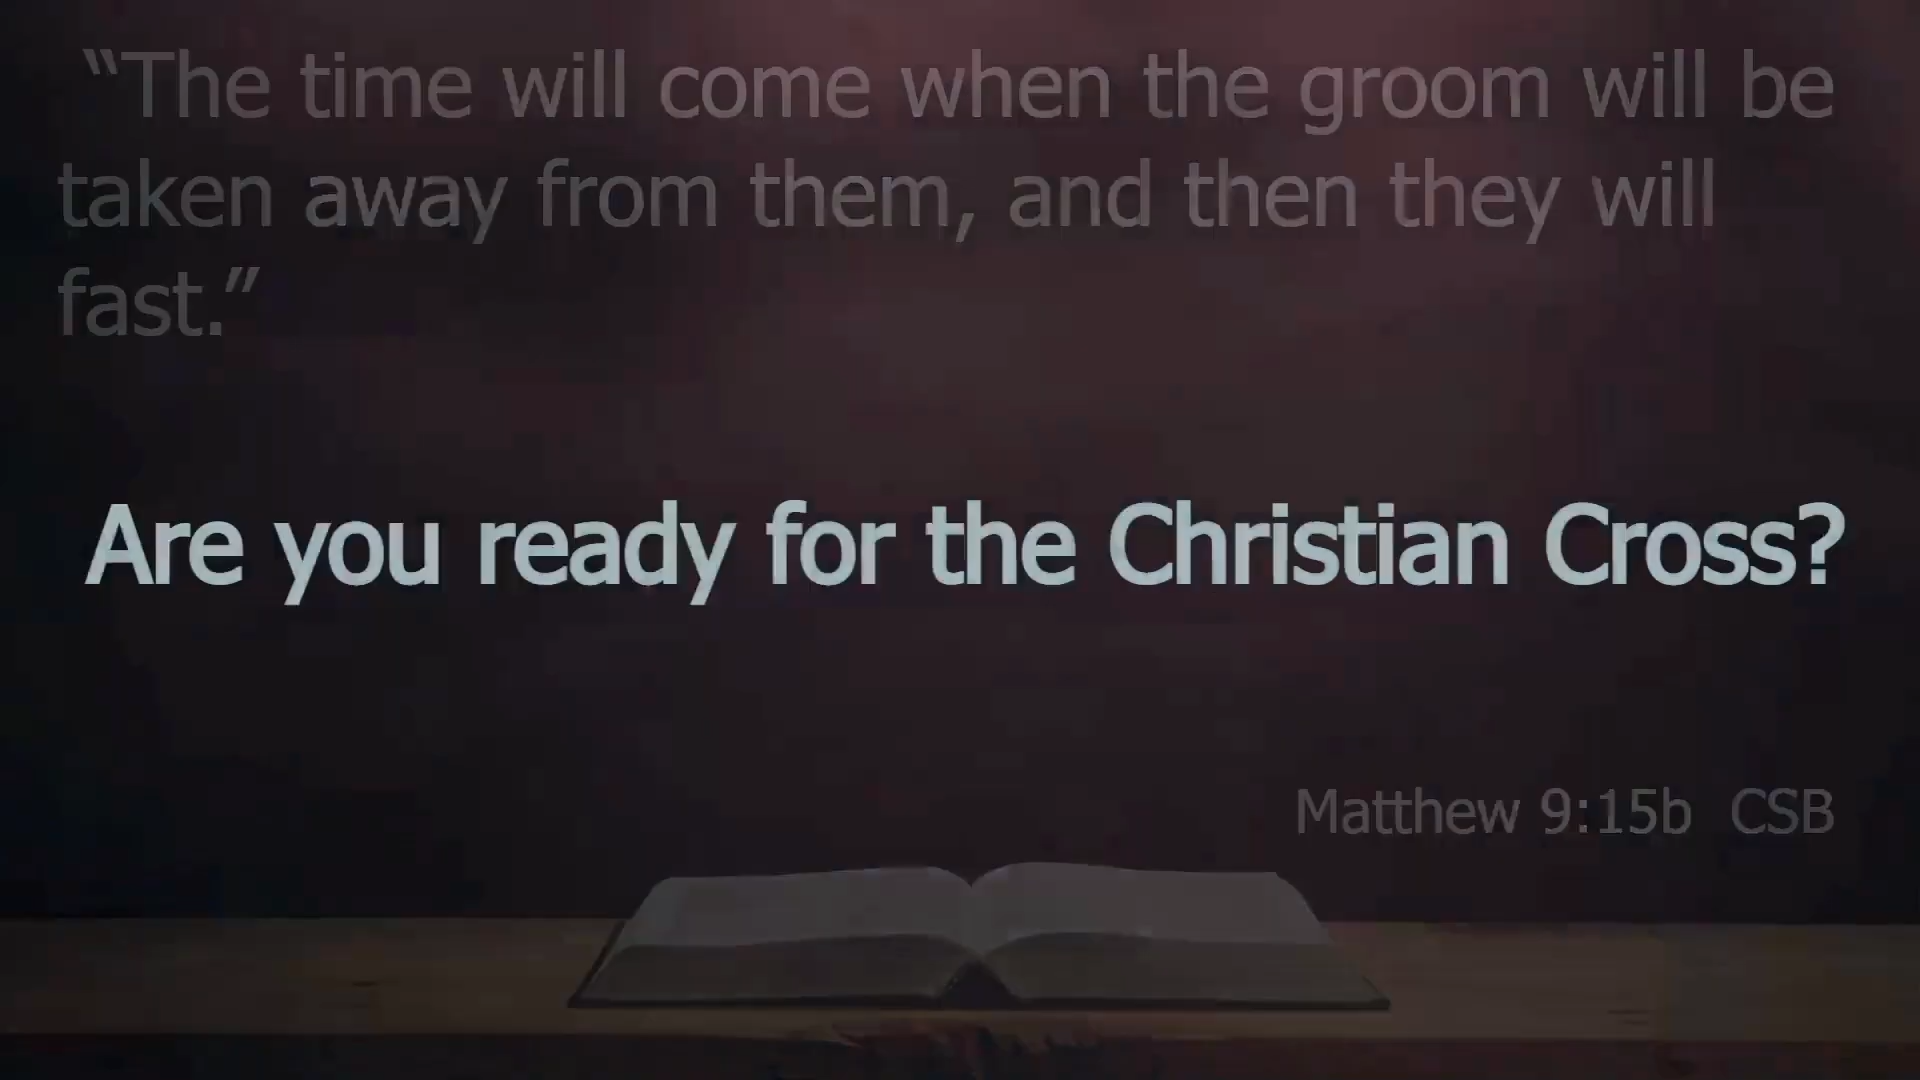 “The time will come when the groom will be
taken away from them, and then they will
fast.”
Are you ready for the Christian Cross?
Matthew 9:15b CSB